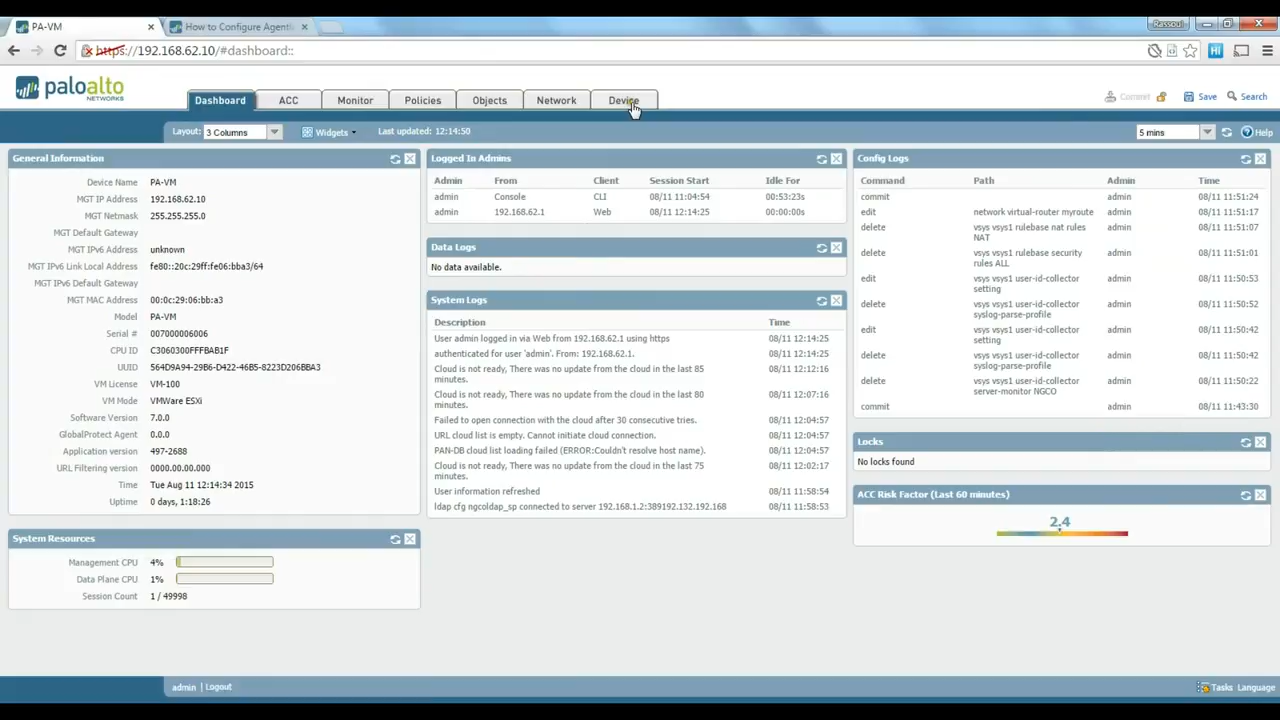 PA-VM
How to Configure Agentl
Rassoul
https://192.168.62.10/#dashboard::
paloalto
NETWORKS
Dashboard
ACC
Monitor
Policies
Objects
Network
Device
Commit
Save
Search
Layout: 3 Columns
Widgets
Last updated: 12:14:50
5 mins
Help
General Information
Device Name PA-VM
MGT IP Address 192.168.62.10
MGT Netmask 255.255.255.0
MGT Default Gateway
MGT IPv6 Address unknown
MGT IPv6 Link Local Address fe80::20c:29ff:fe06:bba3/64
MGT IPv6 Default Gateway
MGT MAC Address 00:0c:29:06:bb:a3
Model PA-VM
Serial # 007000006006
CPU ID C3060300FFFBAB1F
UUID 564D9A94-29B6-D422-46B5-8223D206BBA3
VM License VM-100
VM Mode VMWare ESXi
Software Version 7.0.0
GlobalProtect Agent 0.0.0
Application version 497-2688
URL Filtering version 0000.00.00.000
Time Tue Aug 11 12:14:34 2015
Uptime 0 days, 1:18:26
System Resources
Management CPU 4%
Data Plane CPU 1%
Session Count 1 / 49998
Logged In Admins
Admin From Client Session Start Idle For
admin Console CLI 08/11 11:04:54 00:53:23s
admin 192.168.62.1 Web 08/11 12:14:25 00:00:00s
Data Logs
No data available.
System Logs
Description Time
User admin logged in via Web from 192.168.62.1 using https 08/11 12:14:25
authenticated for user 'admin'. From: 192.168.62.1. 08/11 12:14:25
Cloud is not ready, There was no update from the cloud in the last 85 08/11 12:12:16
minutes.
Cloud is not ready, There was no update from the cloud in the last 80 08/11 12:07:16
minutes.
Failed to open connection with the cloud after 30 consecutive tries. 08/11 12:04:57
URL cloud list is empty. Cannot initiate cloud connection. 08/11 12:04:57
PAN-DB cloud list loading failed (ERROR:Couldn't resolve host name). 08/11 12:04:57
Cloud is not ready, There was no update from the cloud in the last 75 08/11 12:02:17
minutes.
User information refreshed 08/11 11:58:54
ldap cfg ngcoldap_sp connected to server 192.168.1.2:389192.132.192.168 08/11 11:58:53
Config Logs
Command Path Admin Time
commit admin 08/11 11:51:24
edit network virtual-router myroute admin 08/11 11:51:17
delete vsys vsys1 rulebase nat rules admin 08/11 11:51:07
NAT
delete vsys vsys1 rulebase security admin 08/11 11:51:01
rules ALL
edit vsys vsys1 user-id-collector admin 08/11 11:50:53
setting
delete vsys vsys1 user-id-collector admin 08/11 11:50:52
syslog-parse-profile
edit vsys vsys1 user-id-collector admin 08/11 11:50:42
setting
delete vsys vsys1 user-id-collector admin 08/11 11:50:42
syslog-parse-profile
delete vsys vsys1 user-id-collector admin 08/11 11:50:22
server-monitor NGCO
commit admin 08/11 11:43:30
Locks
No locks found
ACC Risk Factor (Last 60 minutes)
2.4
admin | Logout
Tasks
Language